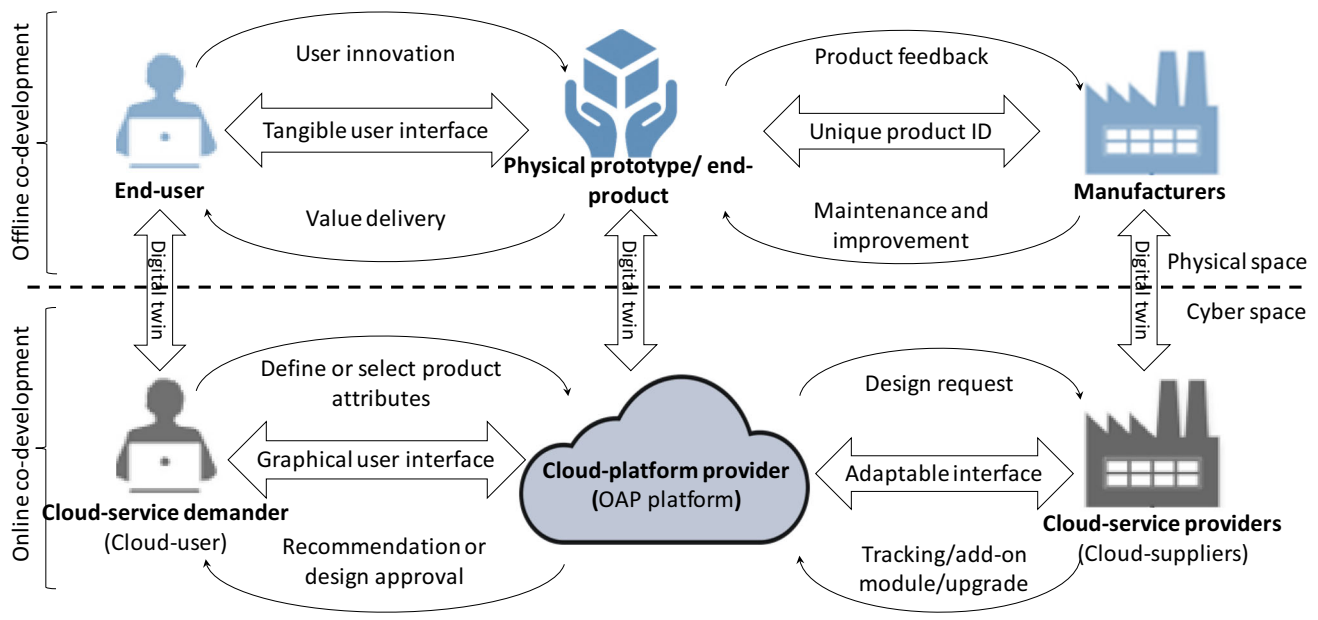 Offline co-development
User innovation
Tangible user interface
End-user
Value delivery
Physical prototype/ end-
product
Product feedback
Unique product ID
Maintenance and
improvement
Manufacturers
Digital twin
Digital twin
Digital twin
Physical space
Cyber space
Online co-development
Define or select product
attributes
Graphical user interface
Cloud-service demander
(Cloud-user)
Recommendation or
design approval
Cloud-platform provider
(OAP platform)
Design request
Adaptable interface
Cloud-service providers
(Cloud-suppliers)
Tracking/add-on
module/upgrade